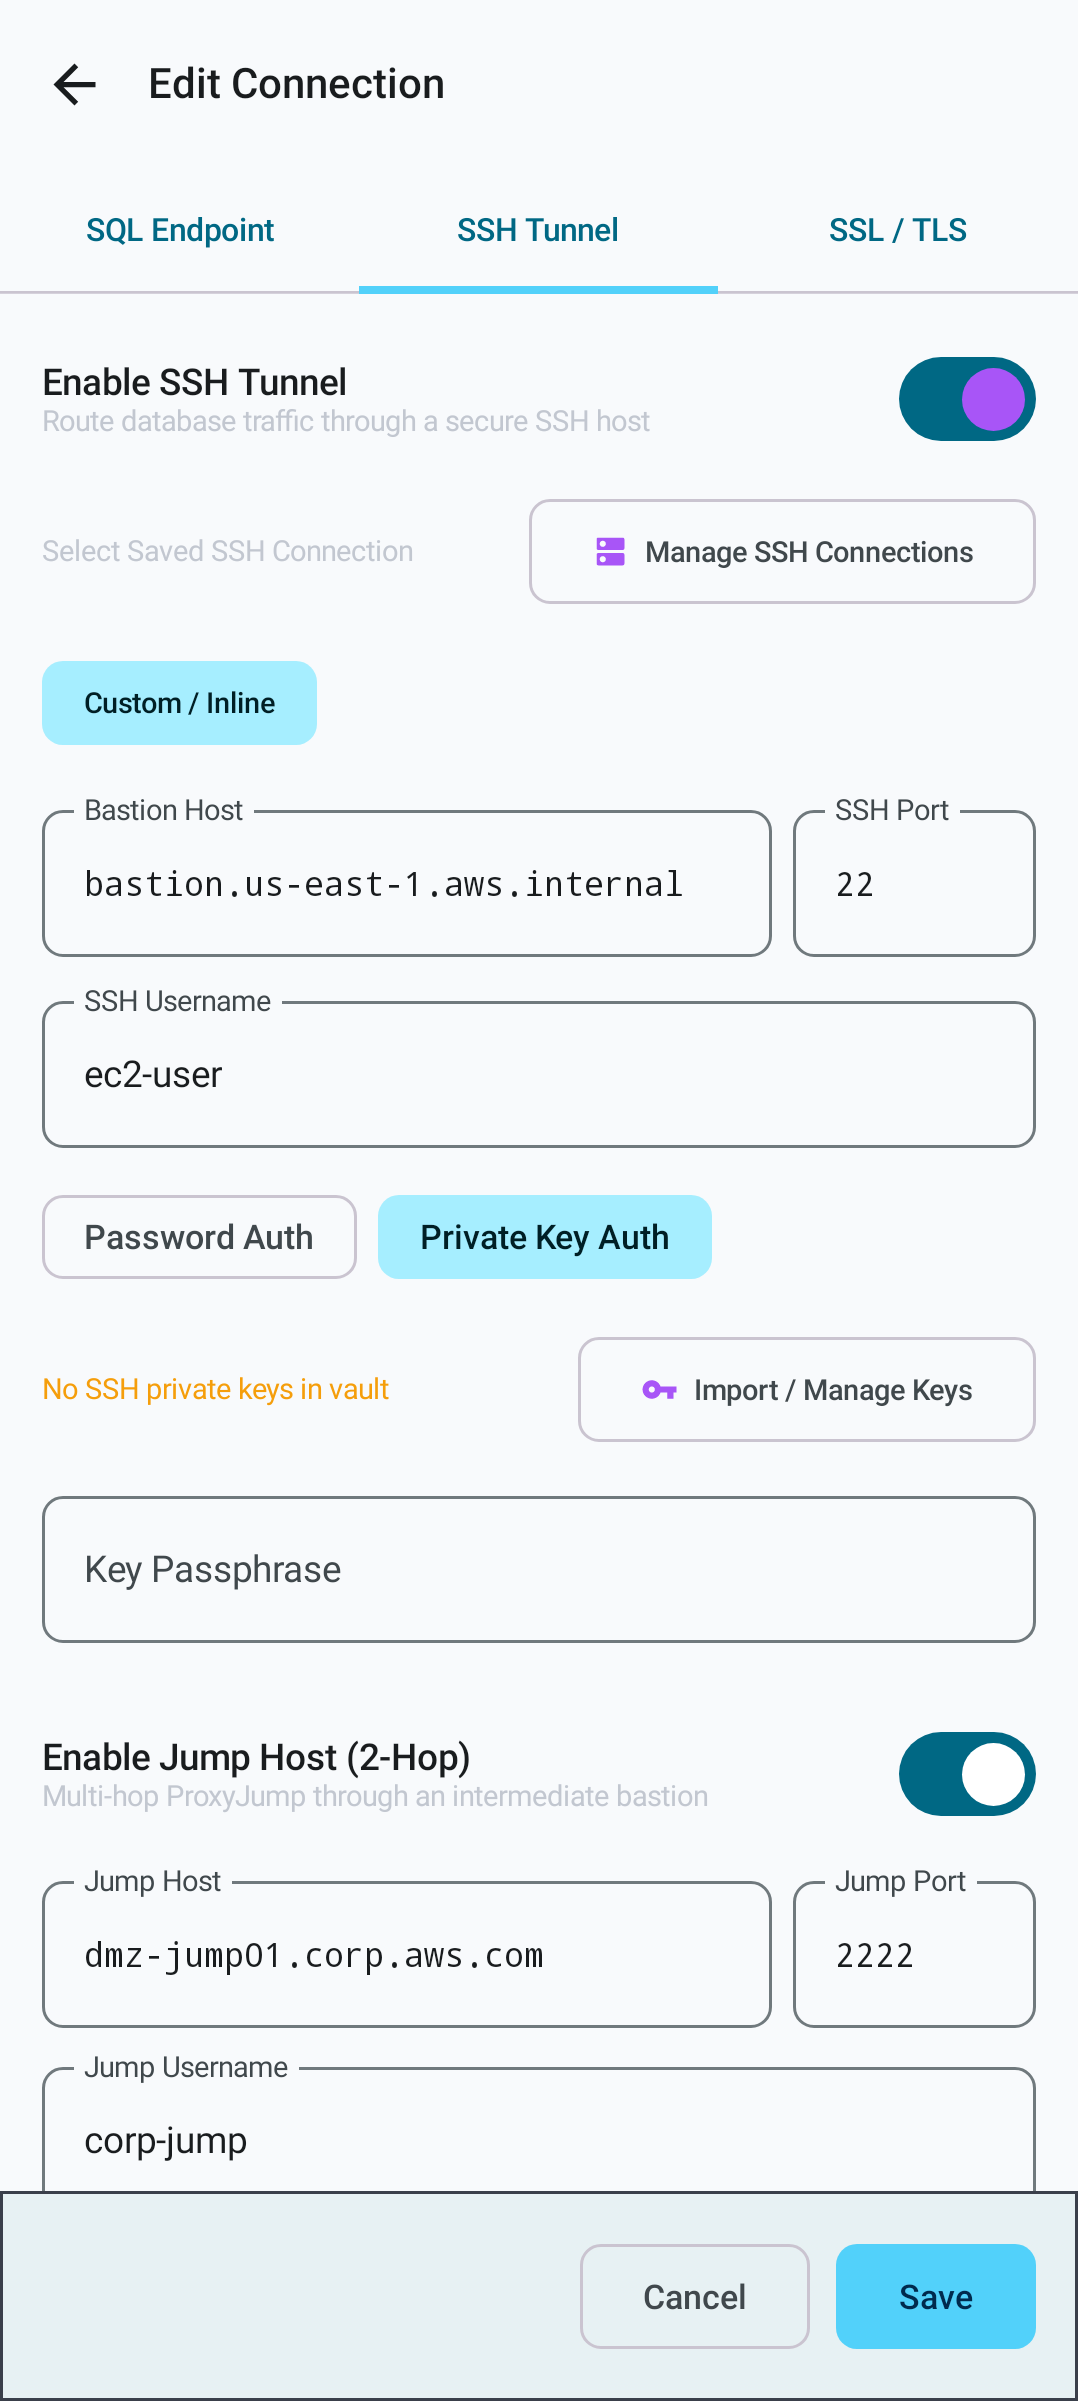 Edit Connection
SQL Endpoint
SSH Tunnel
SSL / TLS
Enable SSH Tunnel
Route database traffic through a secure SSH host
Select Saved SSH Connection
Manage SSH Connections
Custom / Inline
Bastion Host
SSH Port
bastion.us-east-1.aws.internal
22
SSH Username
ec2-user
Password Auth
Private Key Auth
No SSH private keys in vault
Import / Manage Keys
Key Passphrase
Enable Jump Host (2-Hop)
Multi-hop ProxyJump through an intermediate bastion
Jump Host
Jump Port
dmz-jump01.corp.aws.com
2222
Jump Username
corp-jump
Cancel
Save